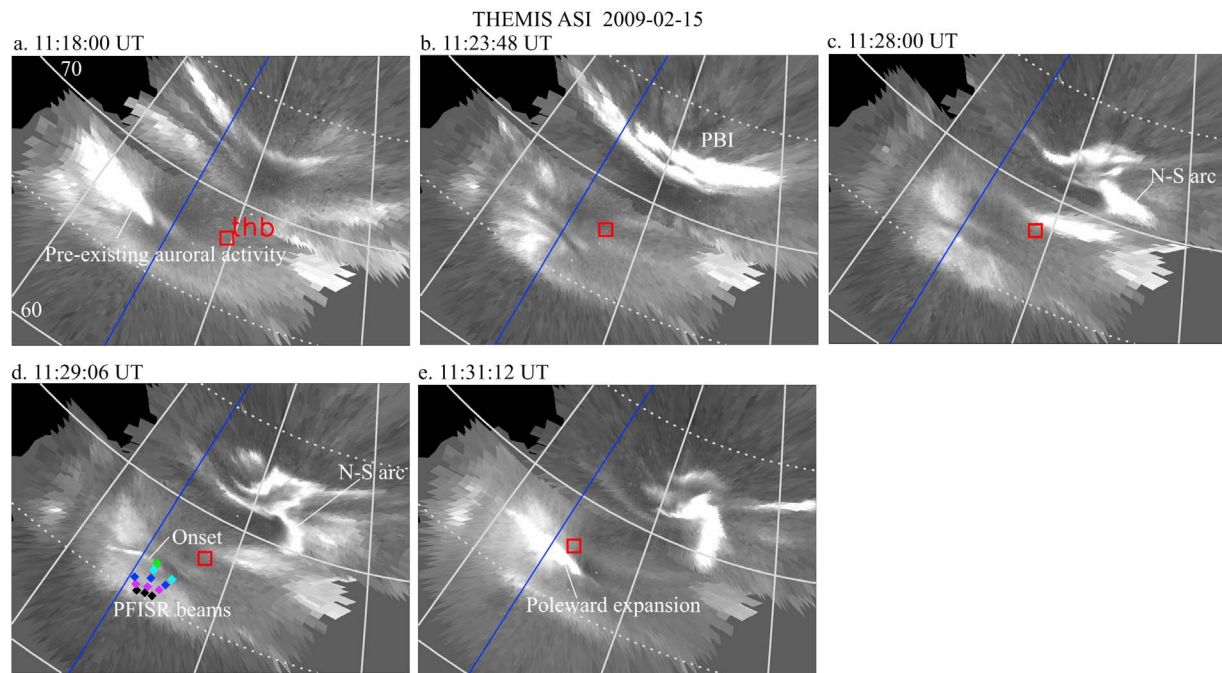 THEMIS ASI 2009-02-15
a. 11:18:00 UT
70
thb
Pre-existing auroral activity
60
b. 11:23:48 UT
PBI
c. 11:28:00 UT
N-S arc
d. 11:29:06 UT
N-S arc
Onset
PFISR beams
e. 11:31:12 UT
Poleward expansion